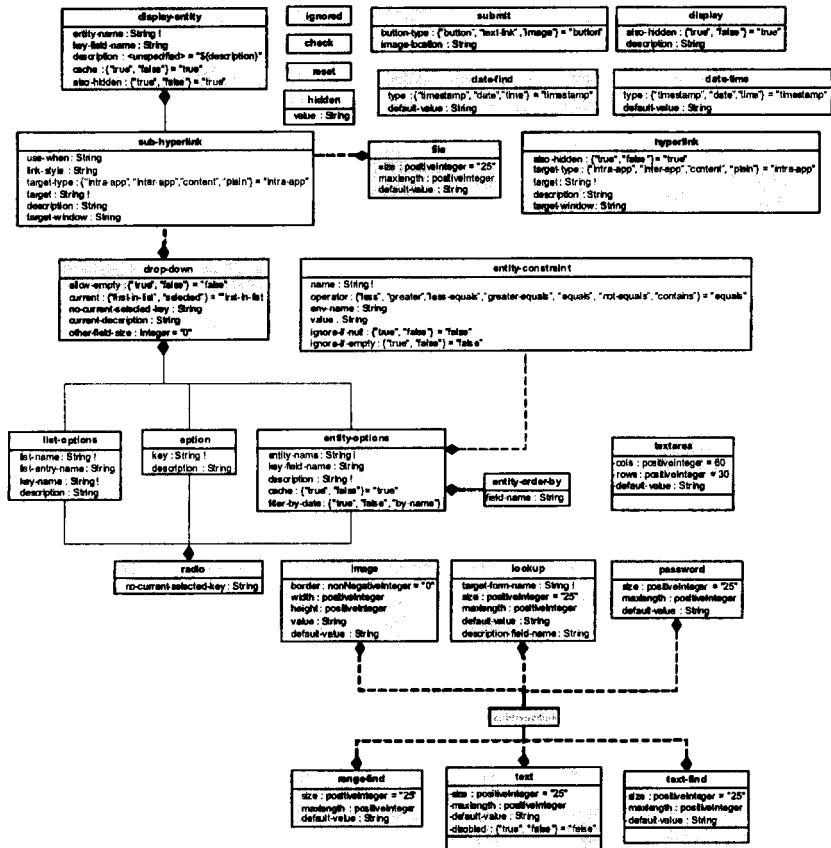 display-entity
entity-name : String !
key-field-name : String
description : <unspecified> = "${description}"
cache : {"true", "false"} = "true"
also-hidden : {"true", "false"} = "true"
ignored
check
reset
hidden
value : String
submit
button-type : {"button", "text-link", "image"} = "button"
image-location : String
display
also-hidden : {"true", "false"} = "true"
description : String
date-find
type : {"timestamp", "date", "time"} = "timestamp"
default-value : String
date-time
type : {"timestamp", "date", "time"} = "timestamp"
default-value : String
sub-hyperlink
use-when : String
link-style : String
target-type : {"intra-app", "inter-app","content", "plain"} = "intra-app"
target : String !
description : String
target-window : String
file
size : positiveInteger = "25"
maxlength : positiveInteger
default-value : String
hyperlink
also-hidden : {"true", "false"} = "true"
target-type : {"intra-app", "inter-app","content", "plain"} = "intra-app"
target : String !
description : String
target-window : String
drop-down
allow-empty : {"true", "false"} = "false"
current : {"first-in-list", "selected"} = "first-in-list
no-current-selected-key : String
current-description : String
other-field-size : Integer = "0"
entity-constraint
name : String !
operator : {"less", "greater","less-equals","greater-equals", "equals", "not-equals", "contains"} = "equals"
env-name : String
value : String
ignore-if-null : {"true", "false"} = "false"
ignore-if-empty : {"true", "false"} = "false"
list-options
list-name : String !
list-entry-name : String
key-name : String !
description : String
option
key : String !
description : String
entity-options
entity-name : String !
key-field-name : String
description : String !
cache : {"true", "false"} = "true"
filter-by-date : {"true", "false", "by-name"}
entity-order-by
field-name : String
textarea
cols : positiveInteger = 60
rows : positiveInteger = 30
default-value : String
radio
no-current-selected-key : String
image
border : nonNegativeInteger = "0"
width : positiveInteger
height : positiveInteger
value : String
default-value : String
lookup
target-form-name : String !
size : positiveInteger = "25"
maxlength : positiveInteger
default-value : String
description-field-name : String
password
size : positiveInteger = "25"
maxlength : positiveInteger
default-value : String
sub-hyperlink
range-find
size : positiveInteger = "25"
maxlength : positiveInteger
default-value : String
text
-size : positiveInteger = "25"
-maxlength : positiveInteger
-default-value : String
-disabled : {"true", "false"} = "false"
text-find
size : positiveInteger = "25"
maxlength : positiveInteger
default-value : String